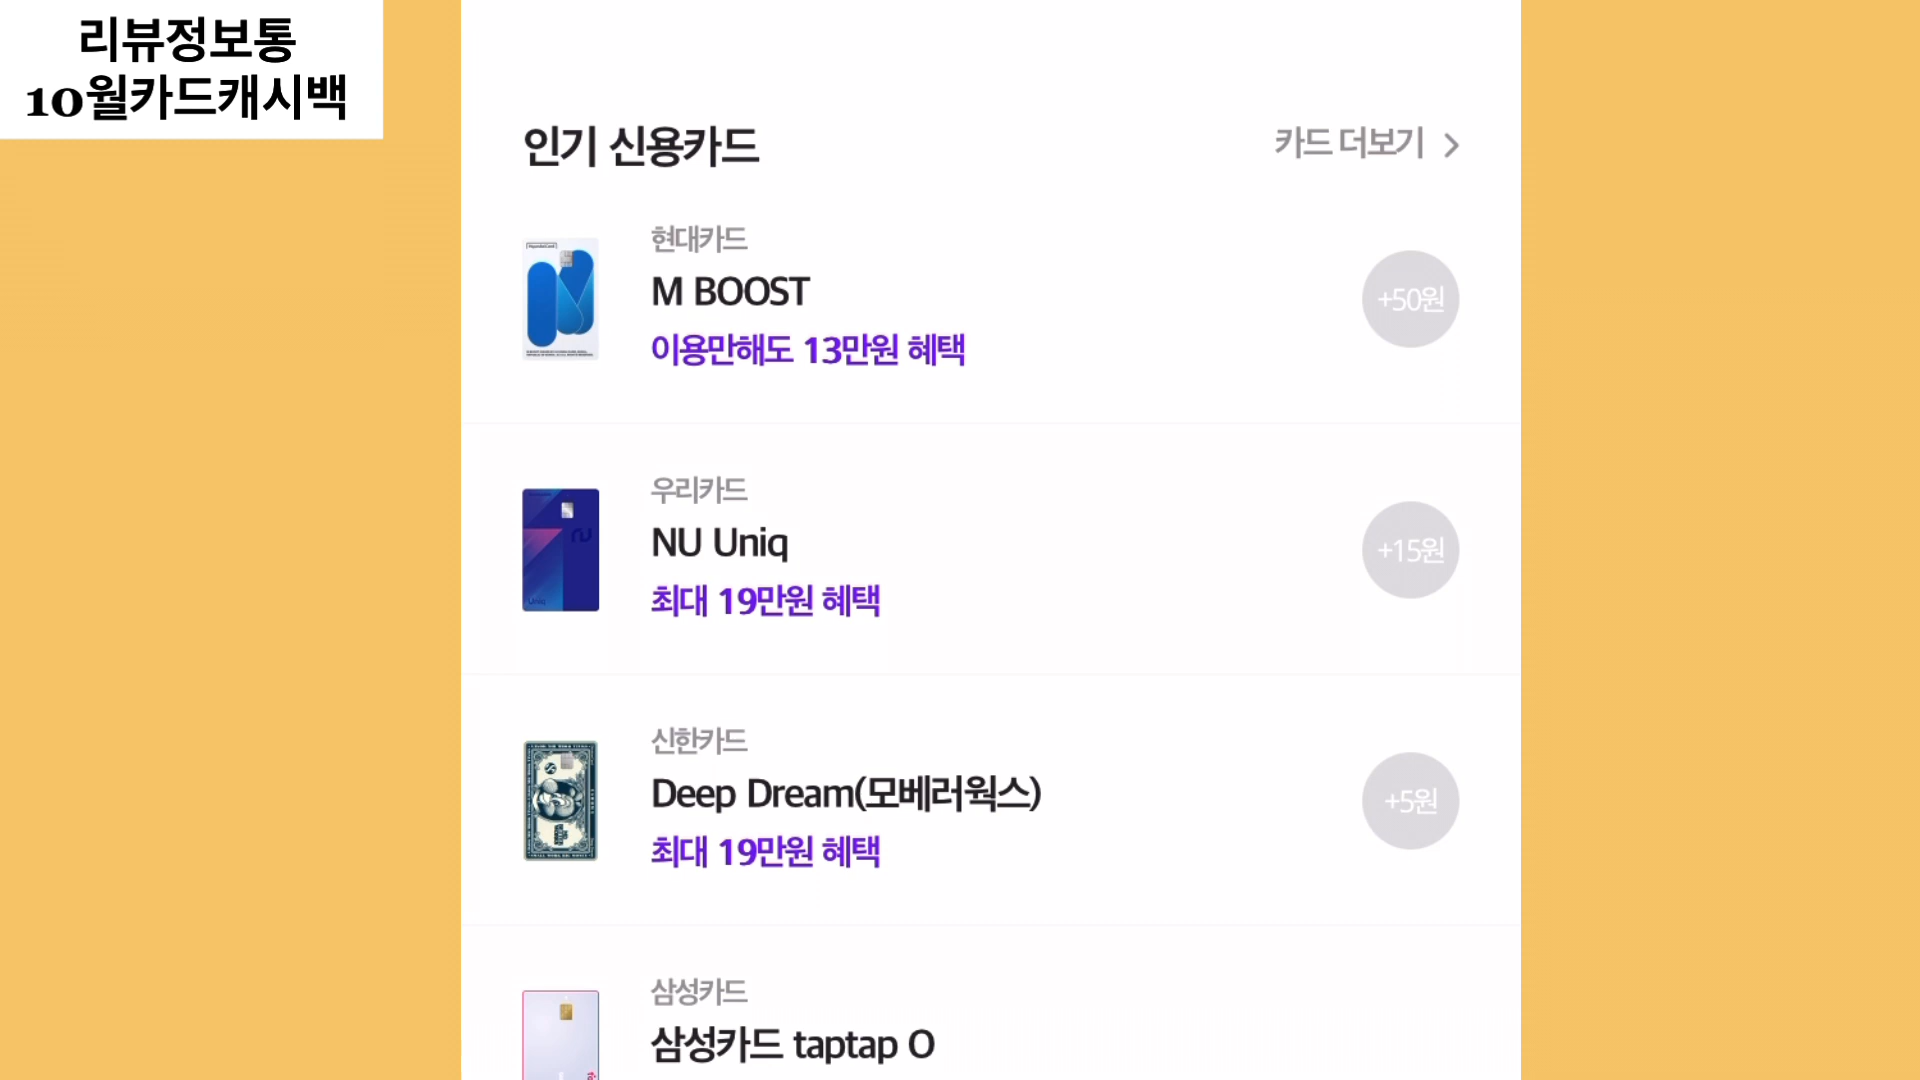 리뷰정보통
10월카드캐시백
인기 신용카드
카드 더보기
현대카드
M BOOST
이용만해도 13만원 혜택
+50원
우리카드
NU Uniq
최대 19만원 혜택
+15원
신한카드
Deep Dream(모베러웍스)
최대 19만원 혜택
+5원
삼성카드
삼성카드 taptap O